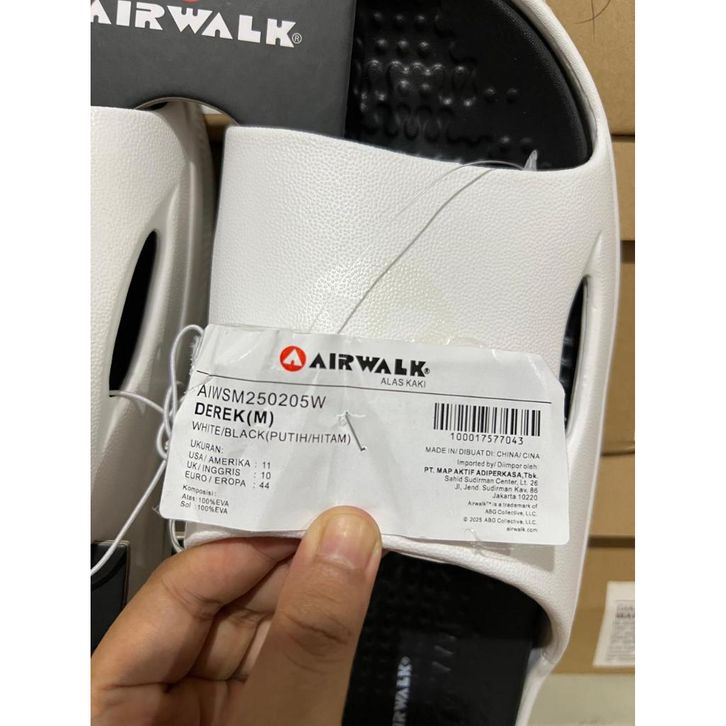 AIRWALK®
AIRWALK®
ALAS KAKI
AIWSM250205W
DEREK(M)
WHITE/BLACK(PUTIH/HITAM)
UKURAN:
USA/AMERIKA : 11
UK/INGGRIS : 10
EURO/EROPA : 44
Komposisi:
Atas: 100%EVA
Sol : 100%EVA
100017577043
MADE IN/ DIBUAT DI: CHINA/CINA
Imported by/ Diimpor oleh:
PT. MAP AKTIF ADIPERKASA,Tbk.
Sahid Sudirman Center, Lt. 26
Jl, Jend. Sudirman Kav. 86
Jakarta 10220
Airwalk™ is a trademark of
ABG Collective, LLC.
© 2025 ABG Collective, LLC.
airwalk.com
AIRWALK®